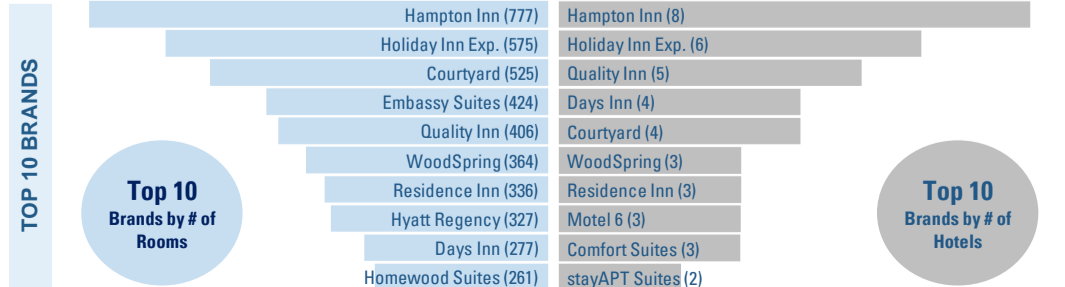 TOP 10 BRANDS
Hampton Inn (777)
Holiday Inn Exp. (575)
Courtyard (525)
Embassy Suites (424)
Quality Inn (406)
WoodSpring (364)
Residence Inn (336)
Hyatt Regency (327)
Days Inn (277)
Homewood Suites (261)
Top 10
Brands by # of
Rooms
Hampton Inn (8)
Holiday Inn Exp. (6)
Quality Inn (5)
Days Inn (4)
Courtyard (4)
WoodSpring (3)
Residence Inn (3)
Motel 6 (3)
Comfort Suites (3)
stayAPT Suites (2)
Top 10
Brands by # of
Hotels